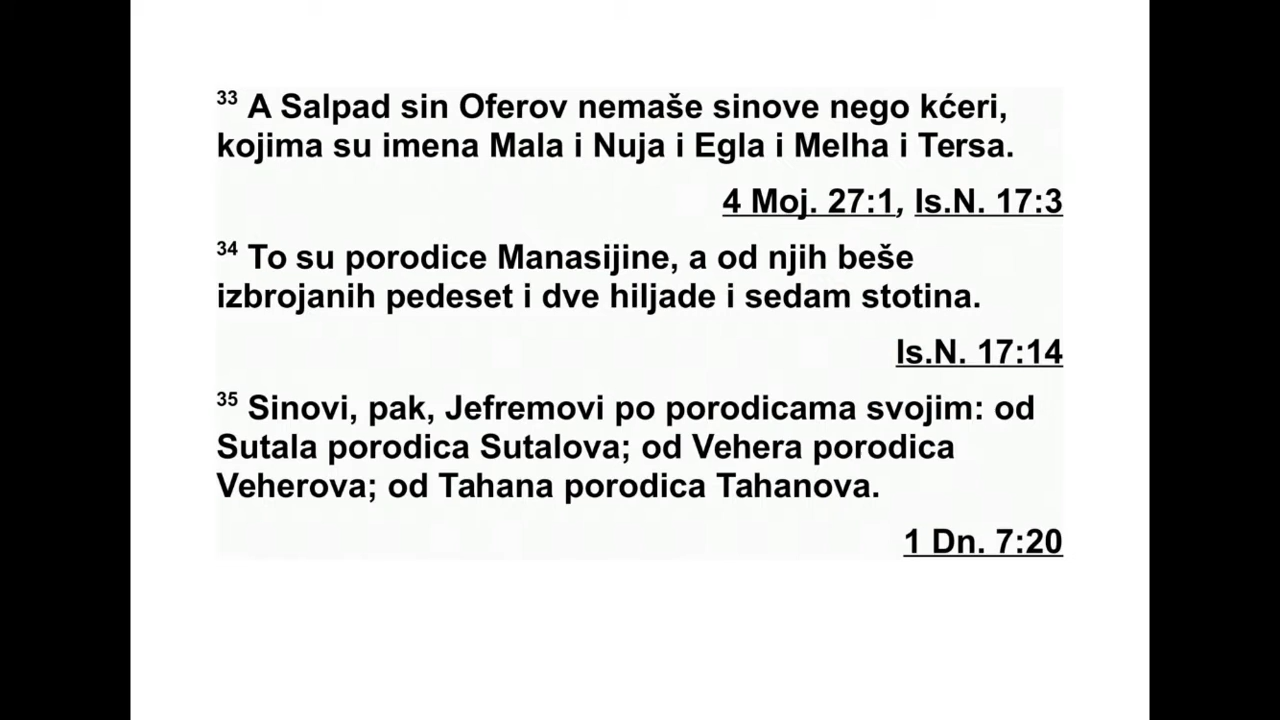 33 A Salpad sin Oferov nemaše sinove nego kćeri,
kojima su imena Mala i Nuja i Egla i Melha i Tersa.
4 Moj. 27:1, Is.N. 17:3
34 To su porodice Manasijine, a od njih beše
izbrojanih pedeset i dve hiljade i sedam stotina.
Is.N. 17:14
35 Sinovi, pak, Jefremovi po porodicama svojim: od
Sutala porodica Sutalova; od Vehera porodica
Veherova; od Tahana porodica Tahanova.
1 Dn. 7:20